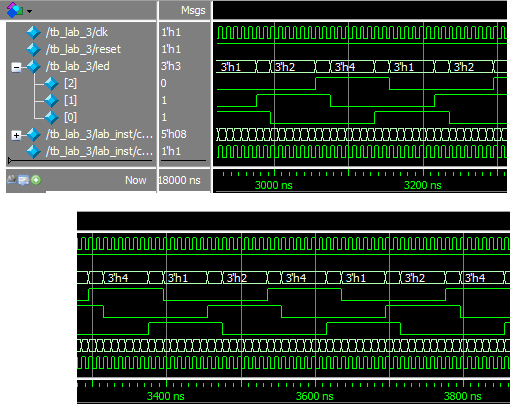 Msgs
/tb_lab_3/clk 1'h1
/tb_lab_3/reset 1'h1
/tb_lab_3/led 3'h3 3'h1 3'h2 3'h4 3'h1 3'h2
[2] 0
[1] 1
[0] 1
/tb_lab_3/lab_inst/c... 5'h08
/tb_lab_3/lab_inst/c... 1'h1
Now 18000 ns 3000 ns 3200 ns
3'h4 3'h1 3'h2 3'h4 3'h1 3'h2 3'h4
3400 ns 3600 ns 3800 ns